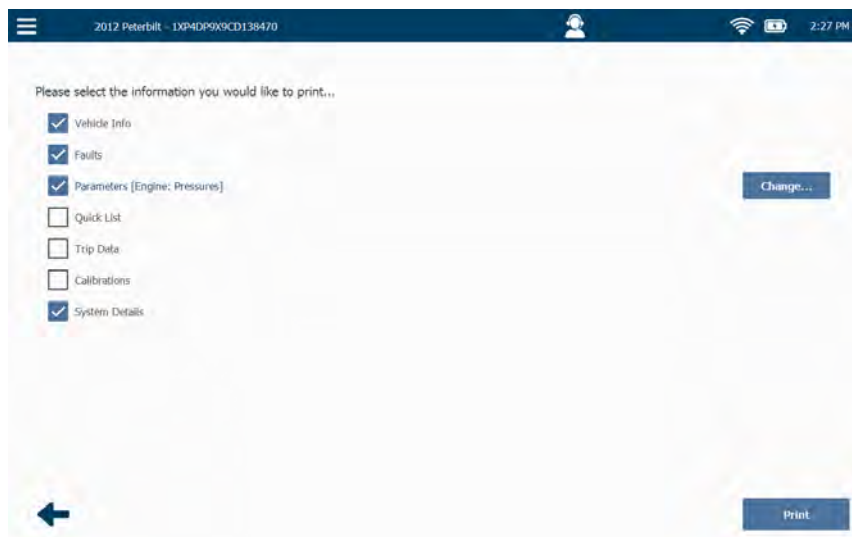 2012 Peterbilt - 1XP4DP9X9CD138470
2:27 PM
Please select the information you would like to print...
Vehicle Info
Faults
Parameters [Engine: Pressures]
Change...
Quick List
Trip Data
Calibrations
System Details
Print